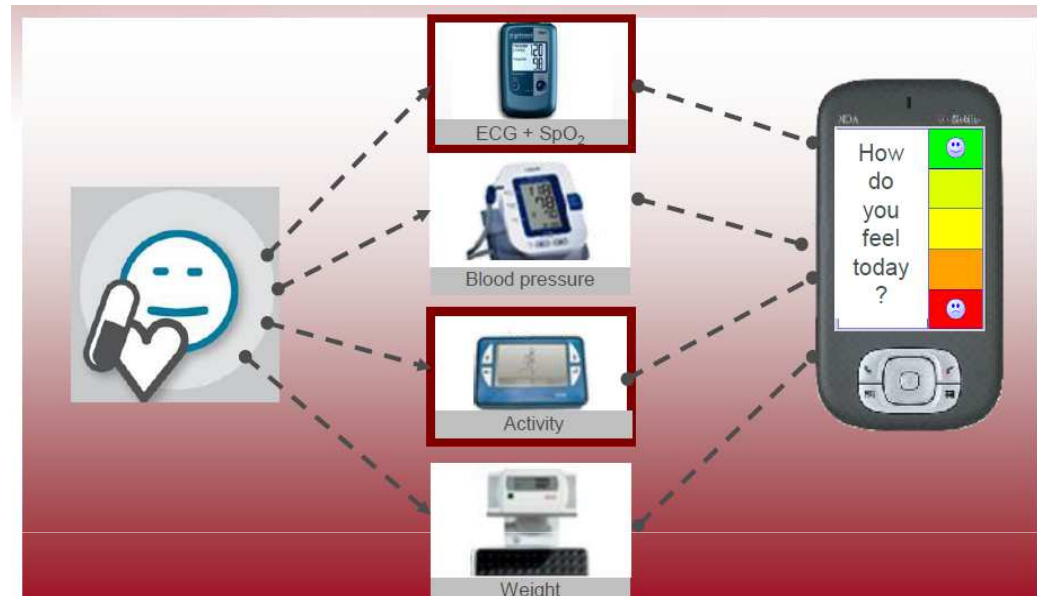 ECG + SpO₂
Blood pressure
Activity
Weight
How
do
you
feel
today
?